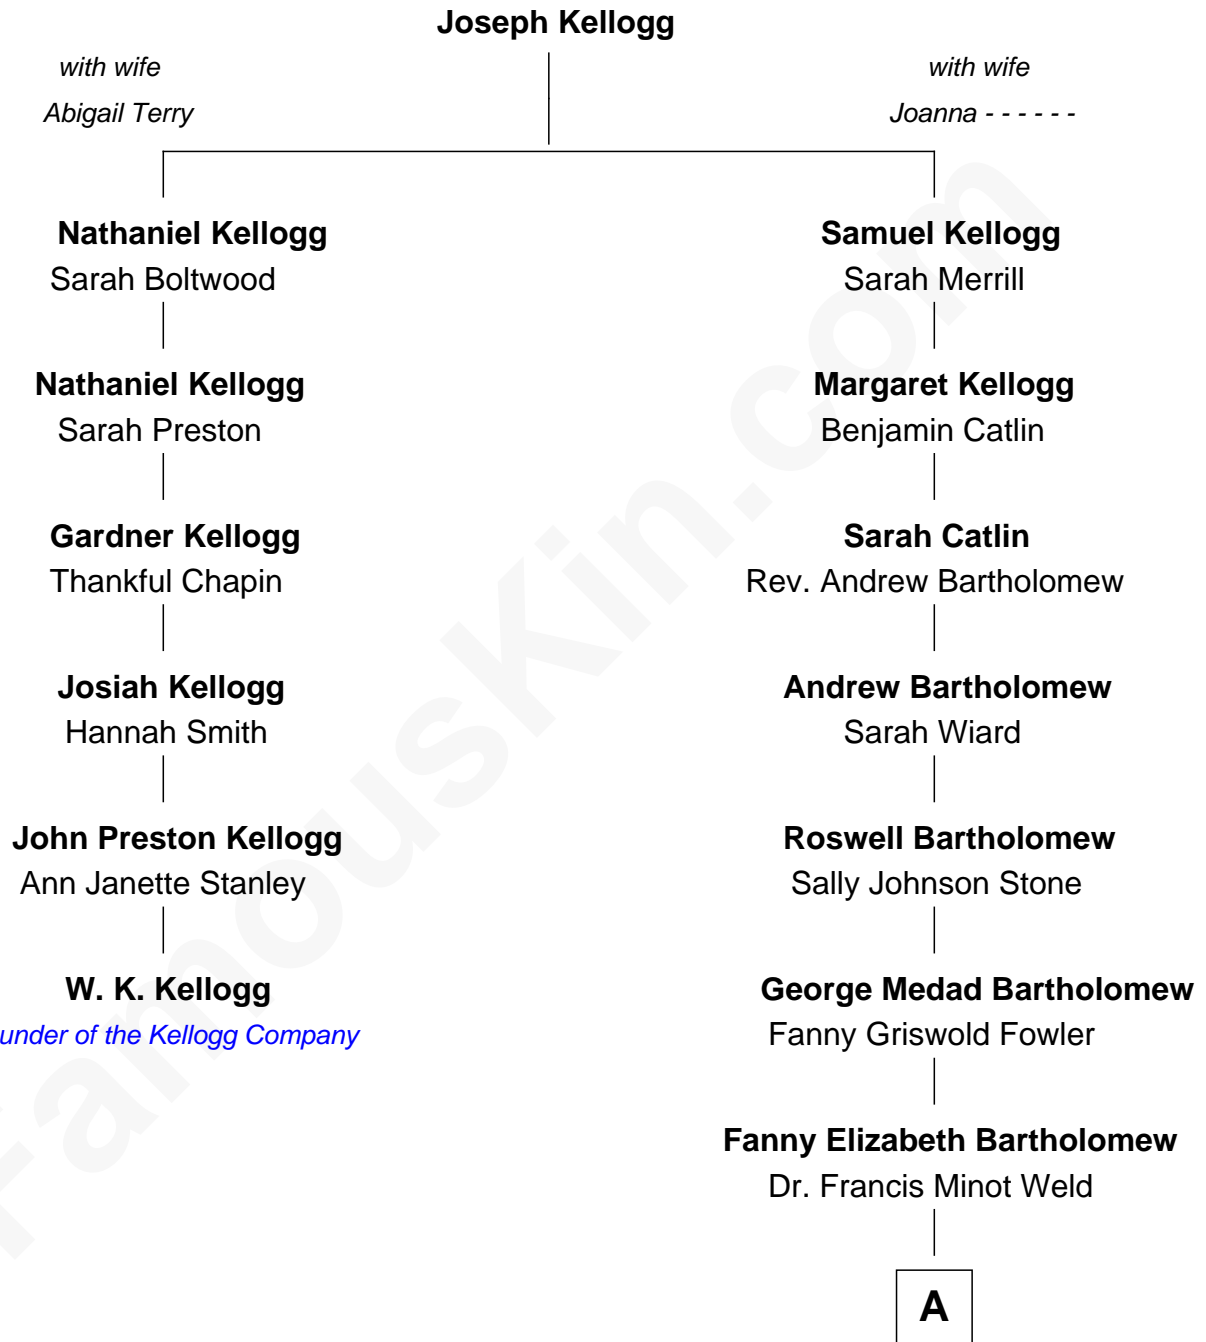 Joseph Kellogg
with wife
Abigail Terry
with wife
Joanna - - - - - -
Nathaniel Kellogg
Sarah Boltwood
Samuel Kellogg
Sarah Merrill
Nathaniel Kellogg
Sarah Preston
Margaret Kellogg
Benjamin Catlin
Gardner Kellogg
Thankful Chapin
Sarah Catlin
Rev. Andrew Bartholomew
Josiah Kellogg
Hannah Smith
Andrew Bartholomew
Sarah Wiard
John Preston Kellogg
Ann Janette Stanley
Roswell Bartholomew
Sally Johnson Stone
W. K. Kellogg
under of the Kellogg Company
George Medad Bartholomew
Fanny Griswold Fowler
Fanny Elizabeth Bartholomew
Dr. Francis Minot Weld
A
FamousKin.com